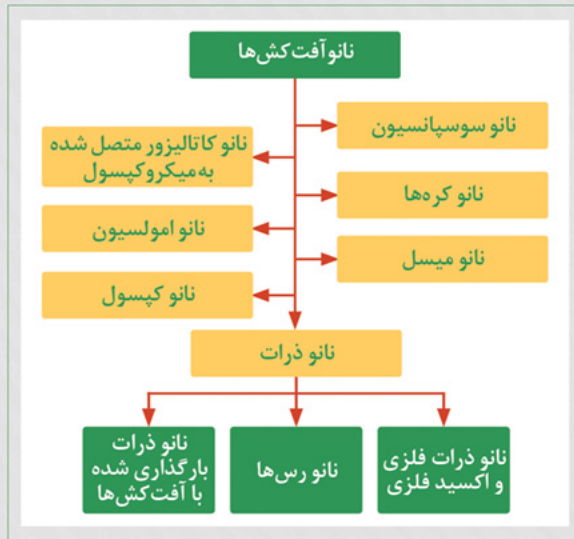 نانوآفت‌کش‌ها
نانو سوسپانسیون
نانو کاتالیزور متصل شده
به‌میکروکپسول
نانو کره‌ها
نانو امولسیون
نانو میسل
نانو کپسول
نانو ذرات
نانو ذرات فلزی
و اکسید فلزی
نانو رس‌ها
نانو ذرات
بارگذاری شده
با آفت‌کش‌ها